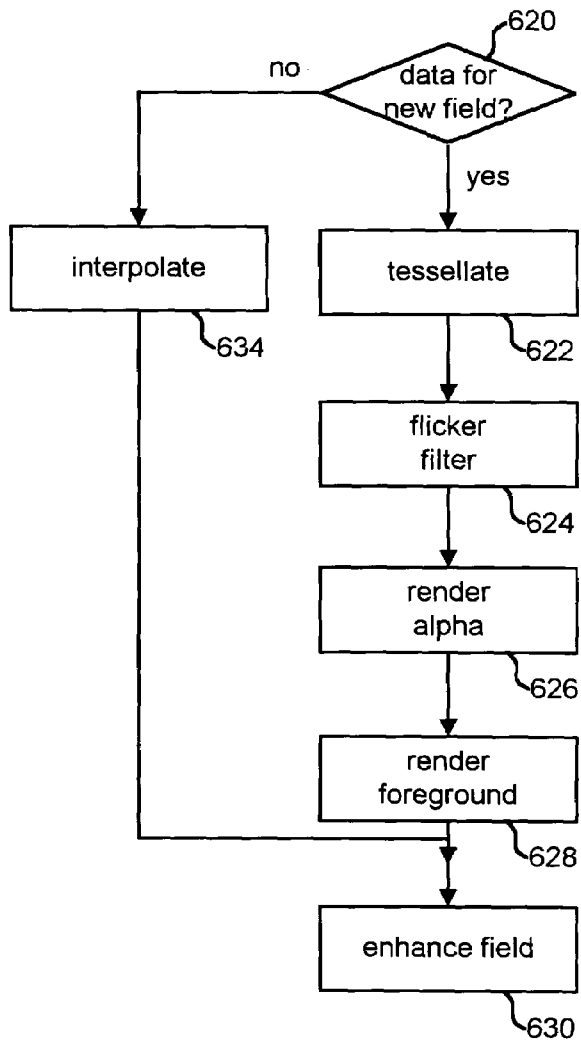 620
no
data for
new field?
yes
interpolate
tessellate
634
622
flicker
filter
624
render
alpha
626
render
foreground
628
enhance field
630